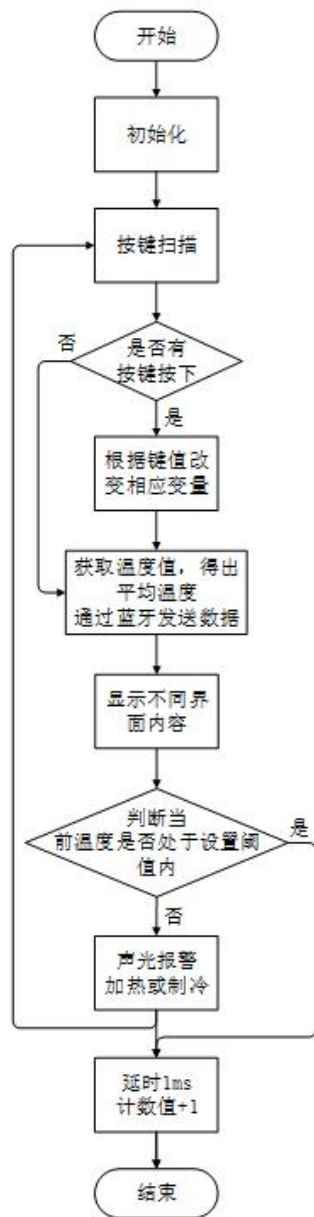 开始
初始化
按键扫描
否
是否有
按键按下
是
根据键值改
变相应变量
获取温度值，得出
平均温度
通过蓝牙发送数据
显示不同界
面内容
判断当
前温度是否处于设置阈
值内
是
否
声光报警
加热或制冷
延时1ms
计数值+1
结束